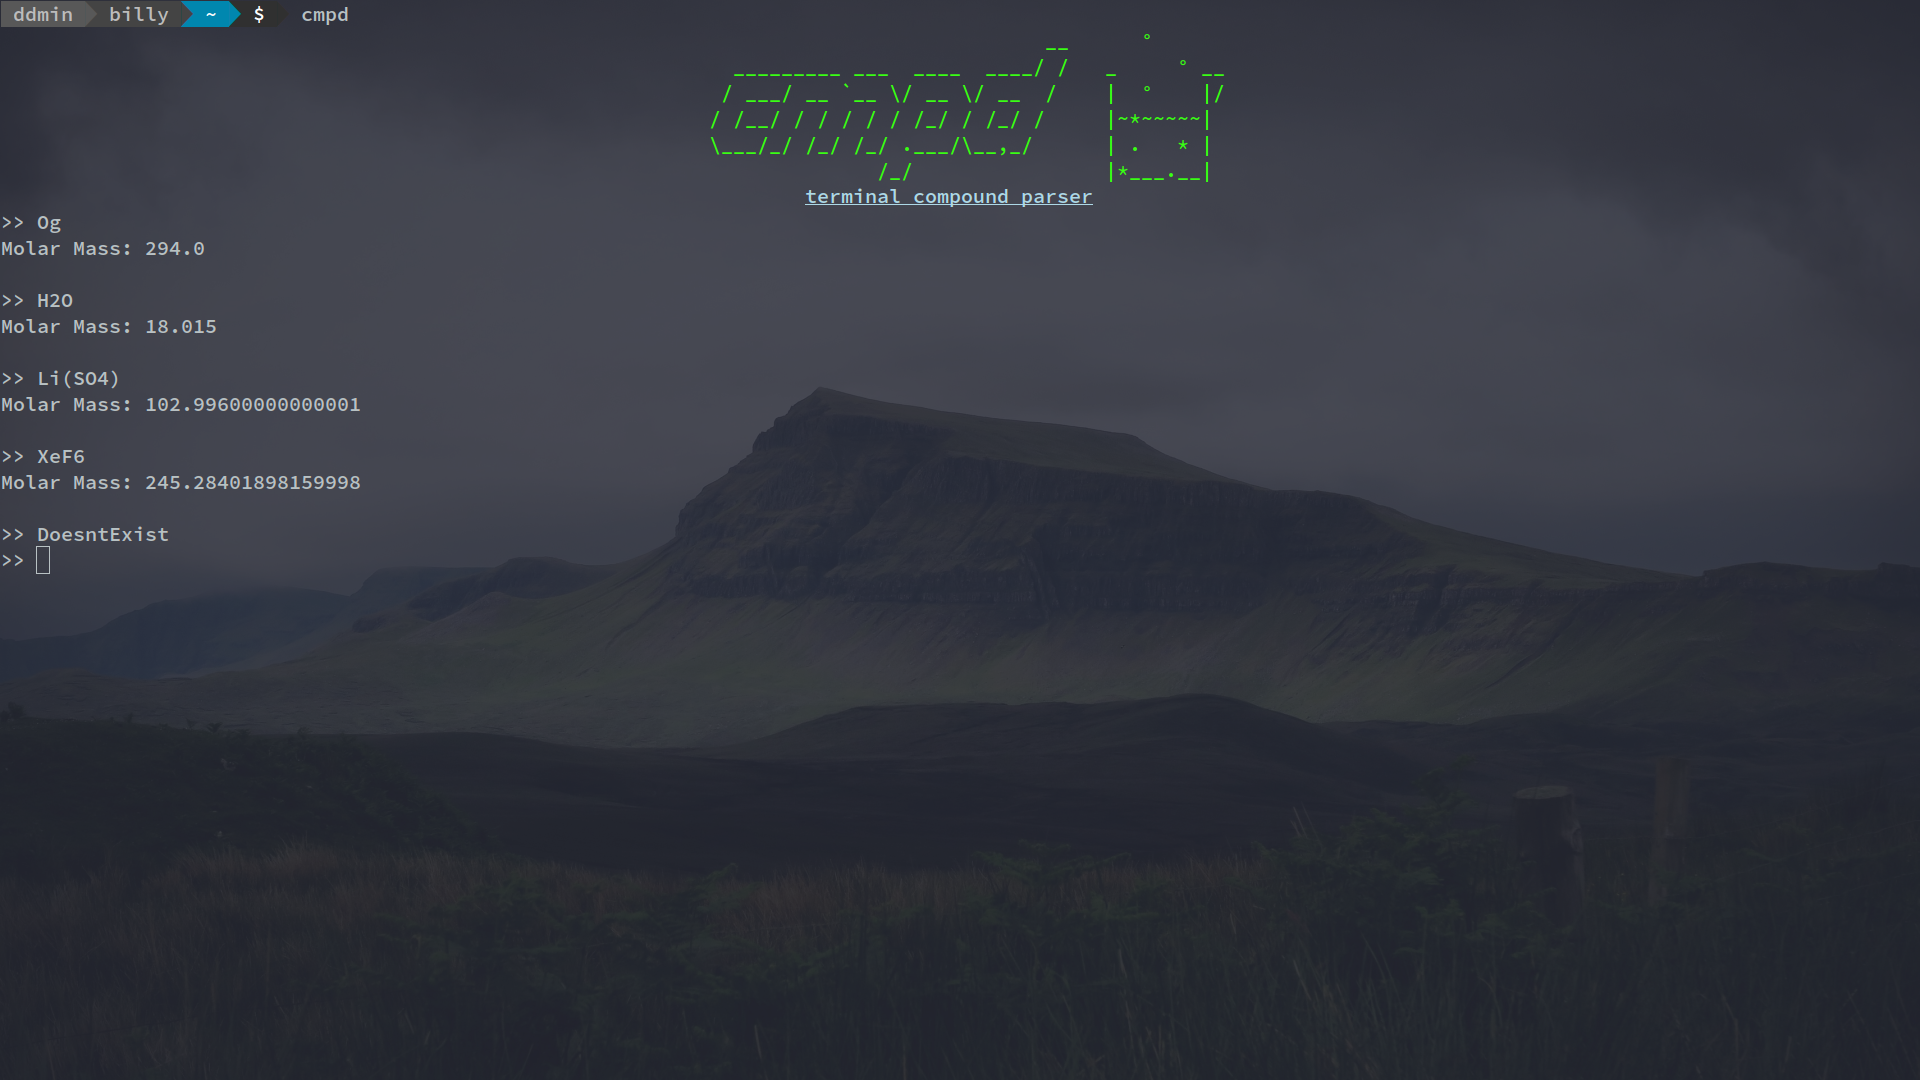 ddmin billy ~ $ cmpd
cmpd
terminal compound parser
>> Og
Molar Mass: 294.0
>> H2O
Molar Mass: 18.015
>> Li(SO4)
Molar Mass: 102.99600000000001
>> XeF6
Molar Mass: 245.28401898159998
>> DoesntExist
>>